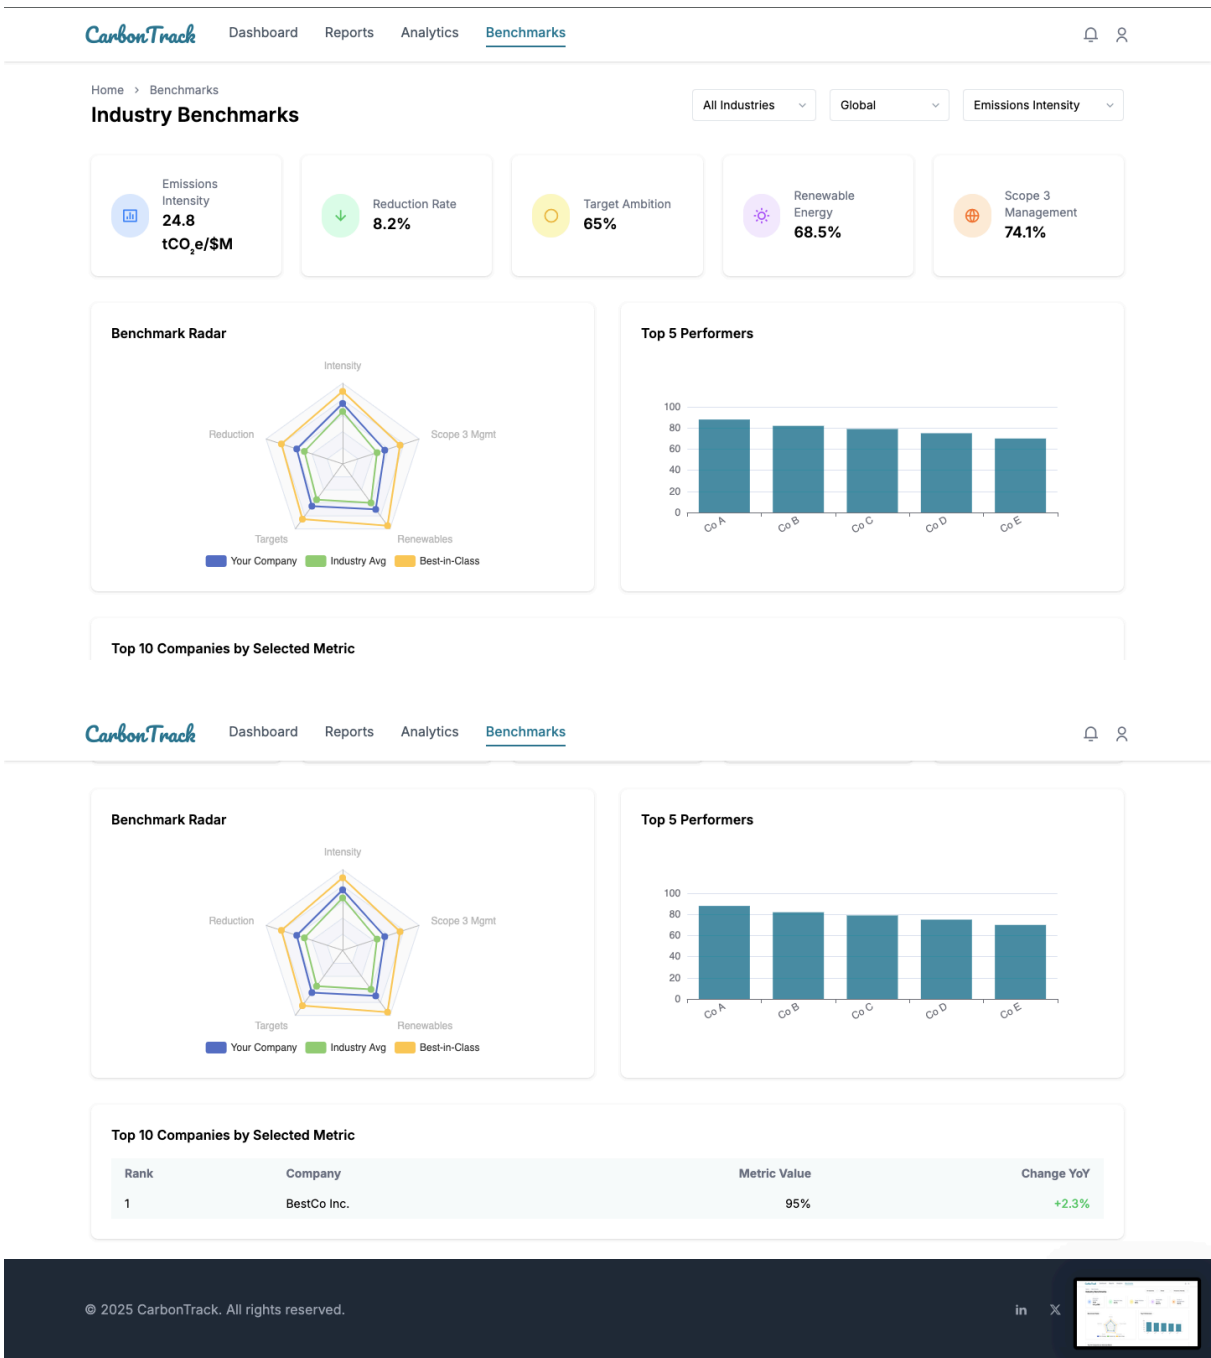 CarbonTrack Dashboard Reports Analytics Benchmarks
Home > Benchmarks
Industry Benchmarks
All Industries
Global
Emissions Intensity
Emissions
Intensity
24.8
tCO₂e/$M
Reduction Rate
8.2%
Target Ambition
65%
Renewable
Energy
68.5%
Scope 3
Management
74.1%
Benchmark Radar
Intensity
Reduction
Scope 3 Mgmt
Targets
Renewables
Your Company Industry Avg Best-in-Class
Top 5 Performers
100
80
60
40
20
0
Co A Co B Co C Co D Co E
Top 10 Companies by Selected Metric
CarbonTrack Dashboard Reports Analytics Benchmarks
Benchmark Radar
Intensity
Reduction
Scope 3 Mgmt
Targets
Renewables
Your Company Industry Avg Best-in-Class
Top 5 Performers
100
80
60
40
20
0
Co A Co B Co C Co D Co E
Top 10 Companies by Selected Metric
Rank Company Metric Value Change YoY
1 BestCo Inc. 95% +2.3%
© 2025 CarbonTrack. All rights reserved.
in X